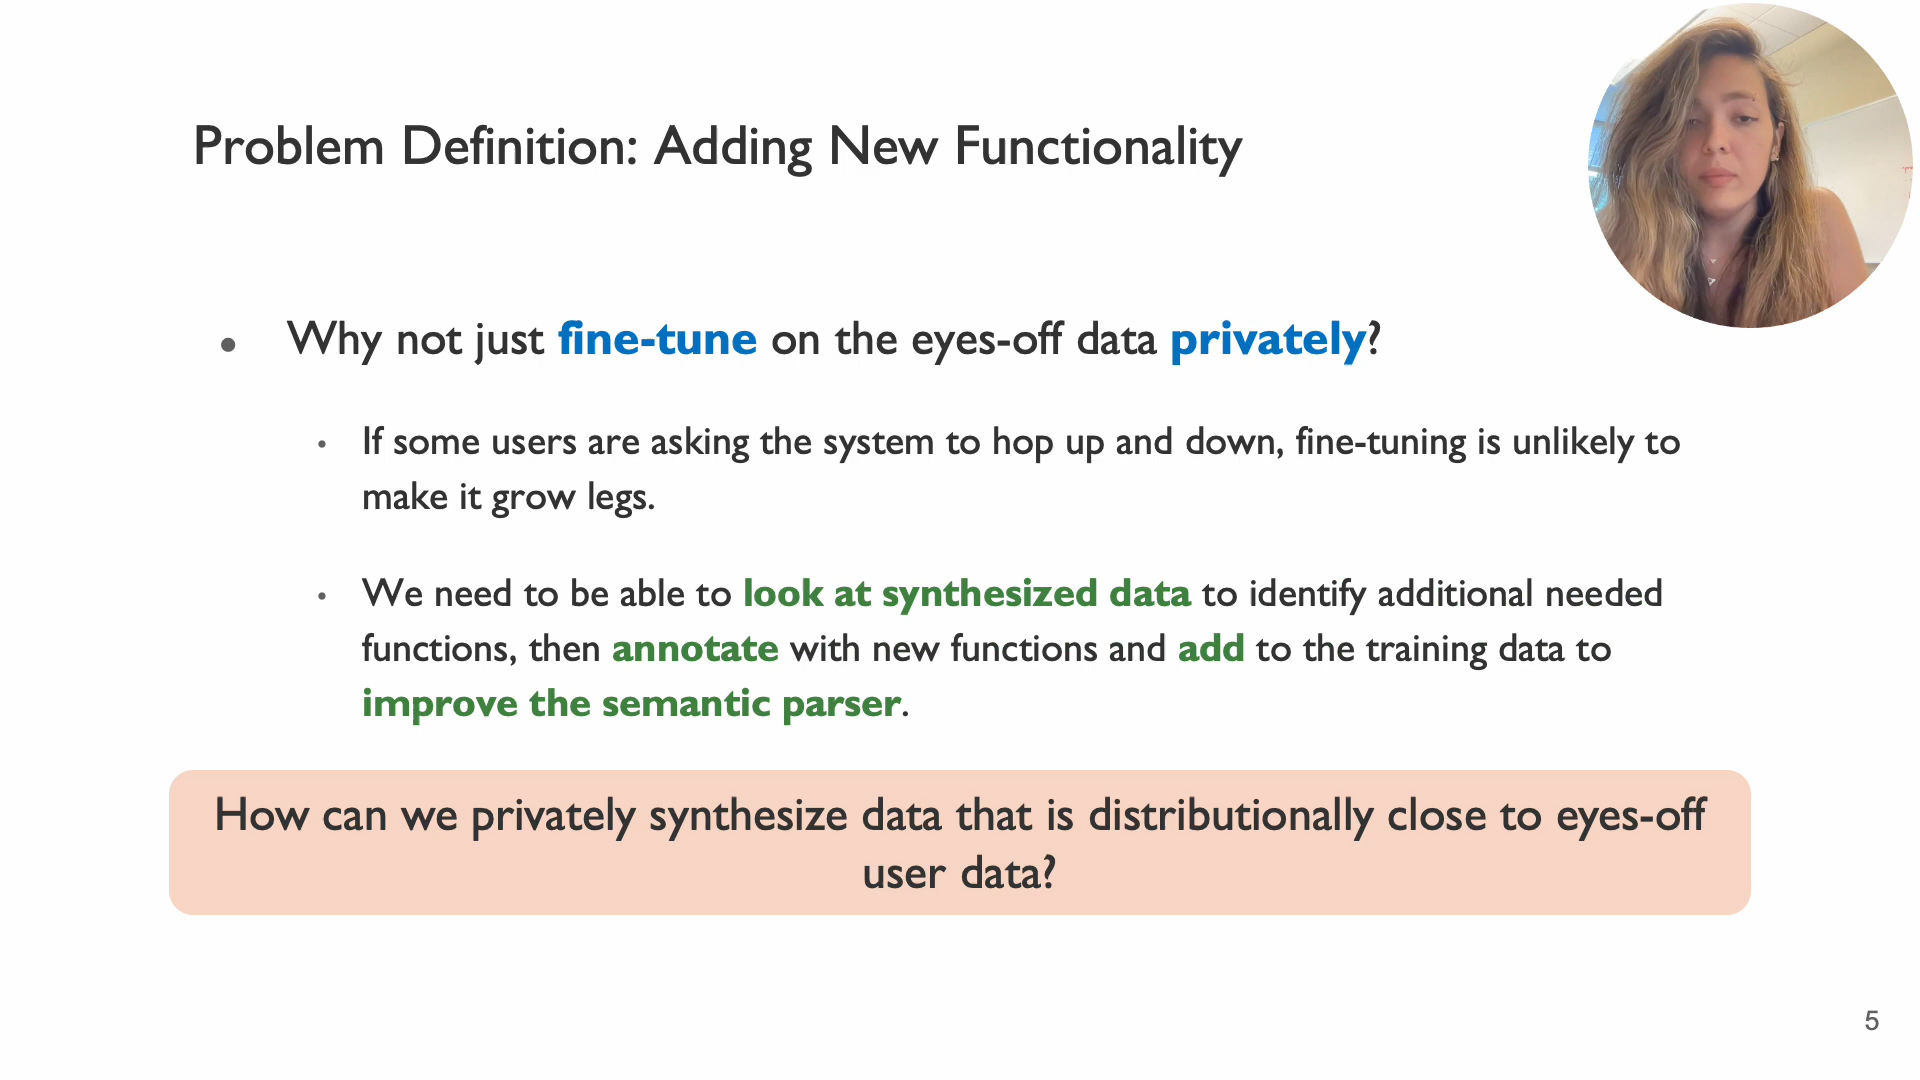 Problem Definition: Adding New Functionality
• Why not just fine-tune on the eyes-off data privately?
• If some users are asking the system to hop up and down, fine-tuning is unlikely to
make it grow legs.
• We need to be able to look at synthesized data to identify additional needed
functions, then annotate with new functions and add to the training data to
improve the semantic parser.
How can we privately synthesize data that is distributionally close to eyes-off
user data?
5